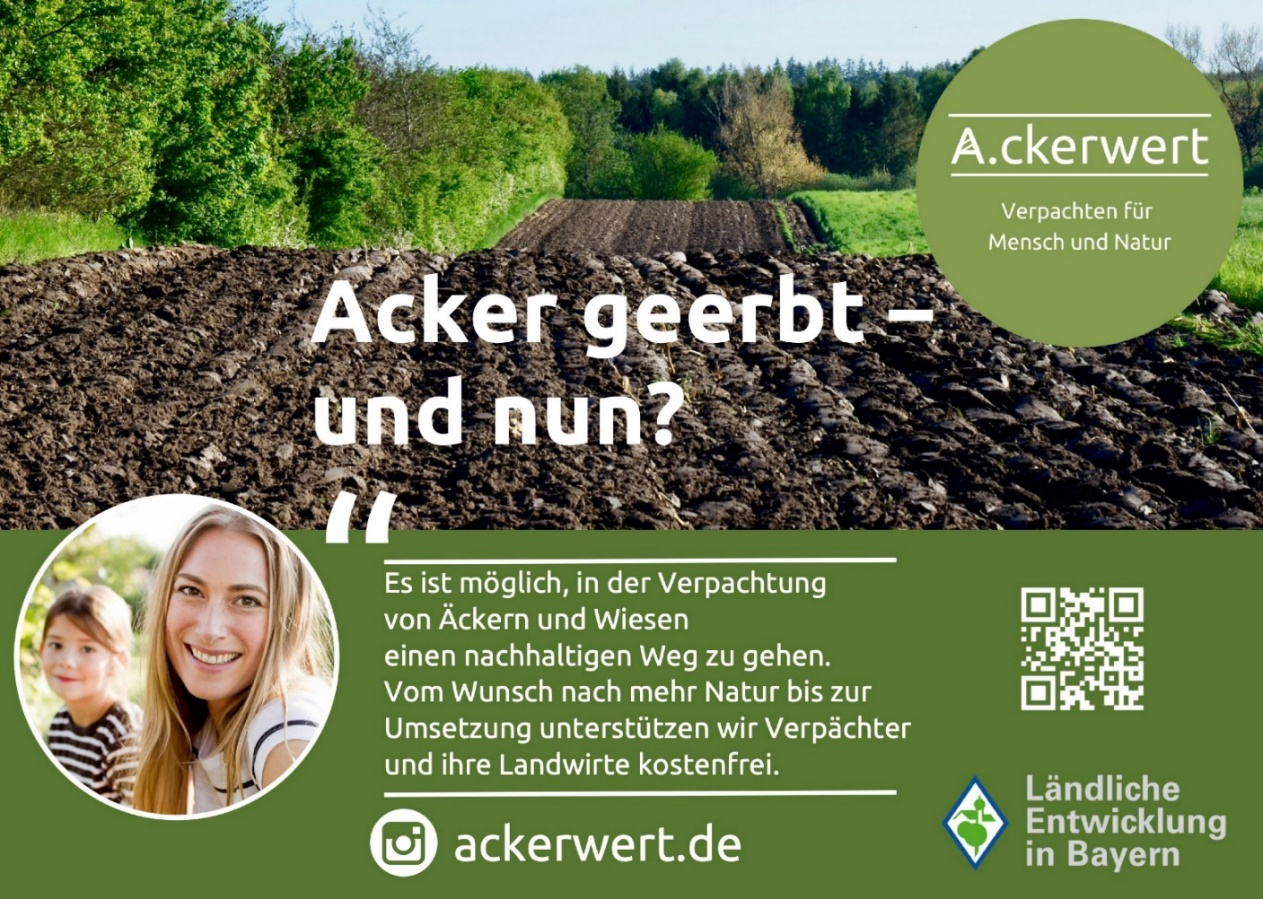 A.ckerwert
Verpachten für
Mensch und Natur
Acker geerbt –
und nun?
“
Es ist möglich, in der Verpachtung
von Äckern und Wiesen
einen nachhaltigen Weg zu gehen.
Vom Wunsch nach mehr Natur bis zur
Umsetzung unterstützen wir Verpächter
und ihre Landwirte kostenfrei.
ackerwert.de
Ländliche
Entwicklung
in Bayern